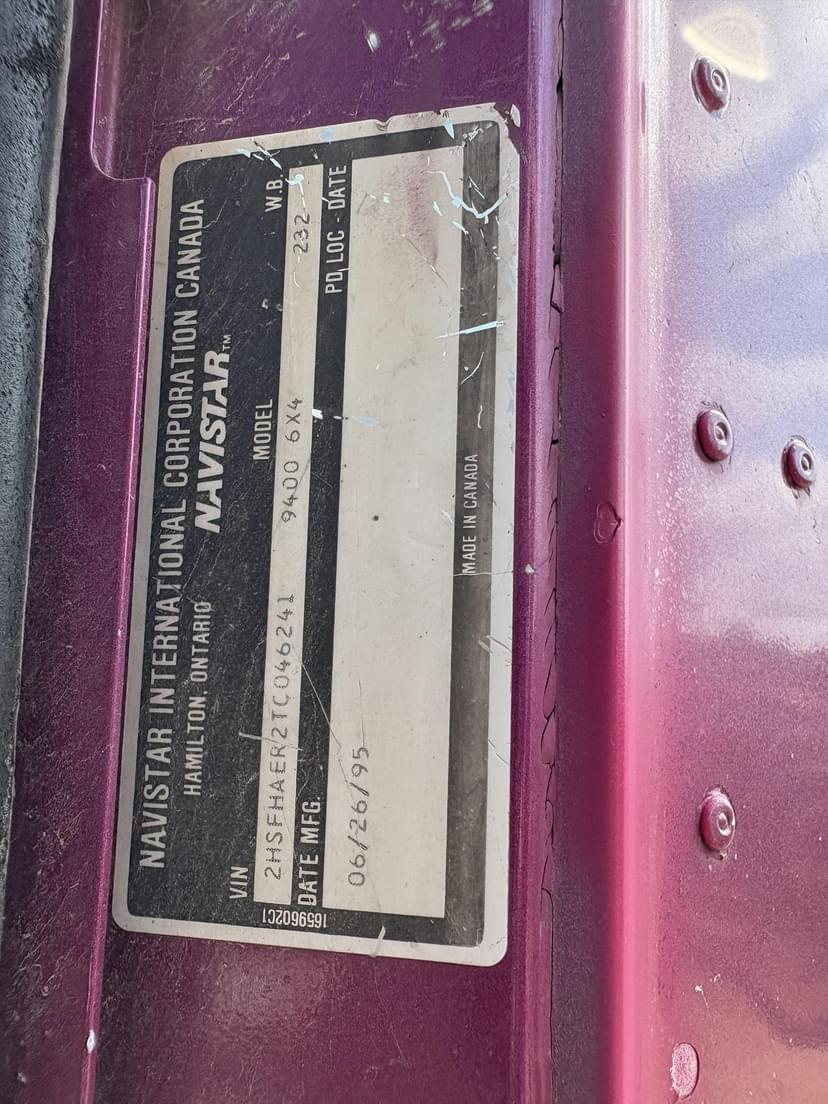 NAVISTAR INTERNATIONAL CORPORATION CANADA
HAMILTON, ONTARIO NAVISTAR™
VIN MODEL W.B.
2HSFHAER2TC046241 9400 6X4 232
DATE MFG. PD, LOC - DATE
06/26/95
MADE IN CANADA
1659602C1